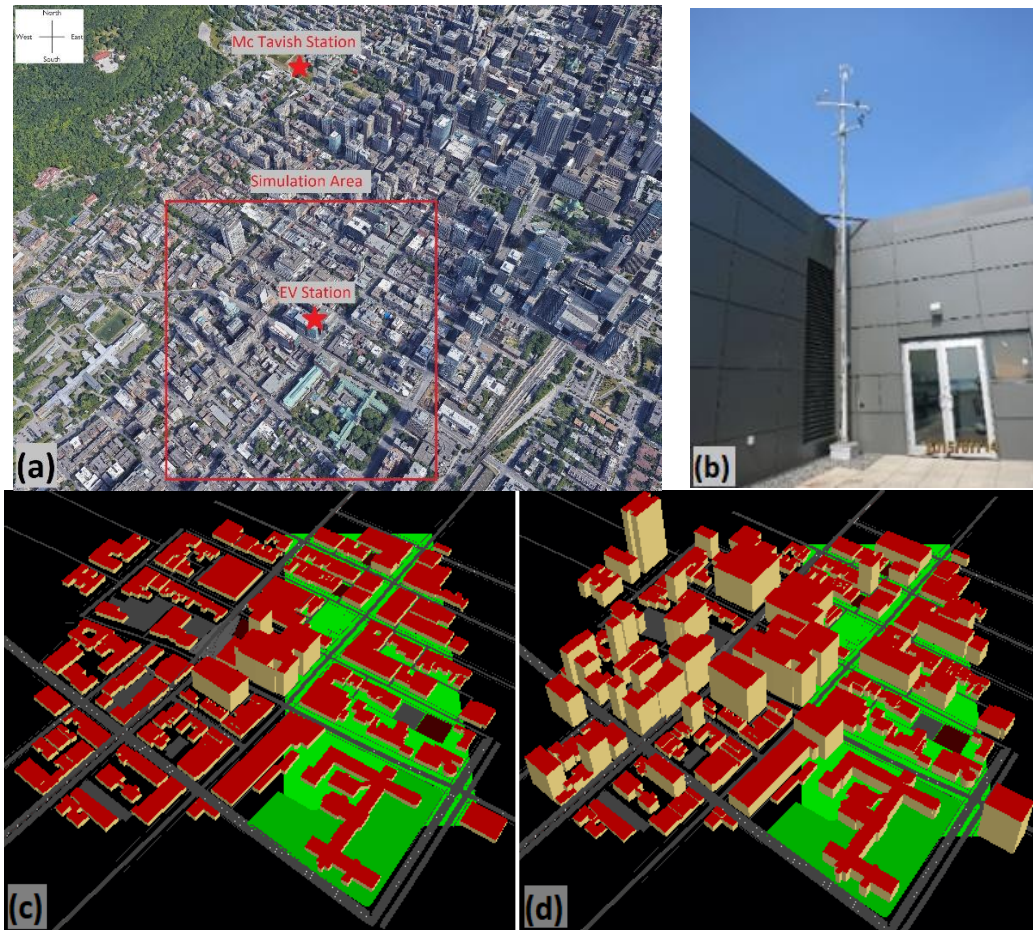 North
West East
South
Mc Tavish Station
Simulation Area
EV Station
(a)
(b)
(c)
(d)